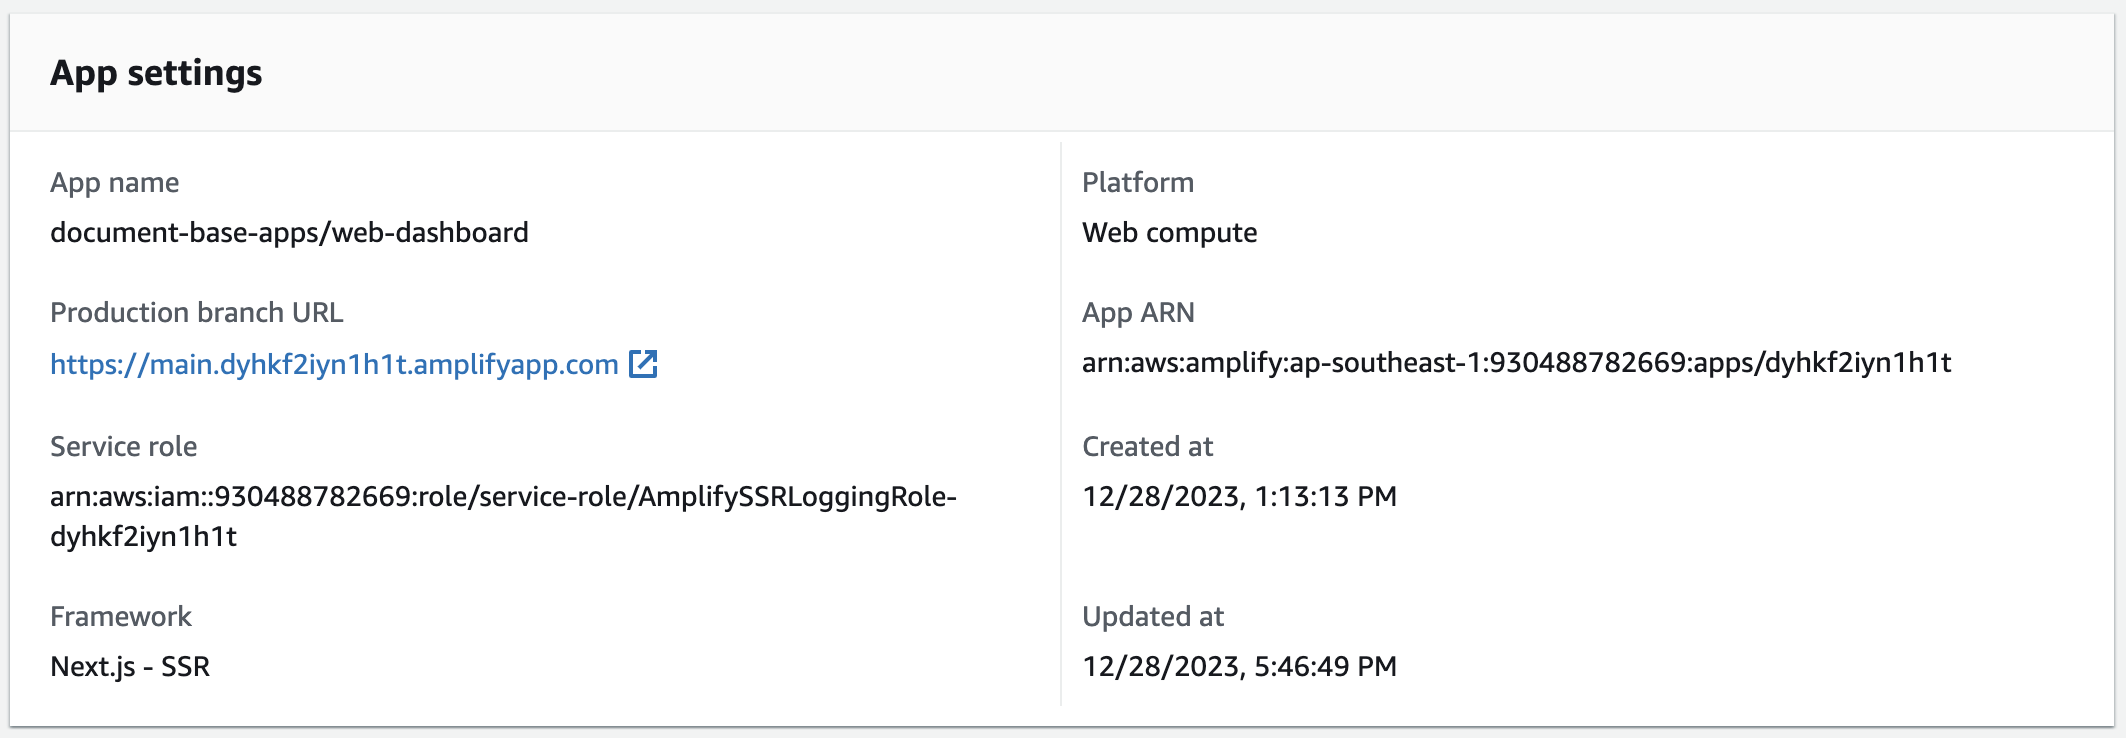 App settings
App name
document-base-apps/web-dashboard
Production branch URL
https://main.dyhkf2iyn1h1t.amplifyapp.com
Service role
arn:aws:iam::930488782669:role/service-role/AmplifySSRLoggingRole-
dyhkf2iyn1h1t
Framework
Next.js - SSR
Platform
Web compute
App ARN
arn:aws:amplify:ap-southeast-1:930488782669:apps/dyhkf2iyn1h1t
Created at
12/28/2023, 1:13:13 PM
Updated at
12/28/2023, 5:46:49 PM